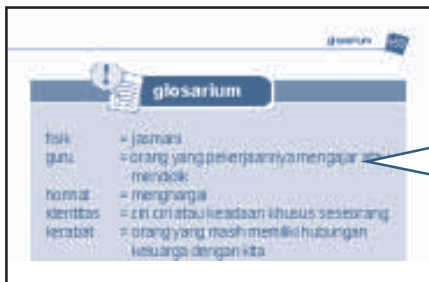 glosarium
glosarium
fisik = jasmani
guru = orang yang pekerjaannya mengajar atau
mendidik
hormat = menghargai
identitas = ciri ciri atau keadaan khusus seseorang
kerabat = orang yang masih memiliki hubungan
keluarga dengan kita